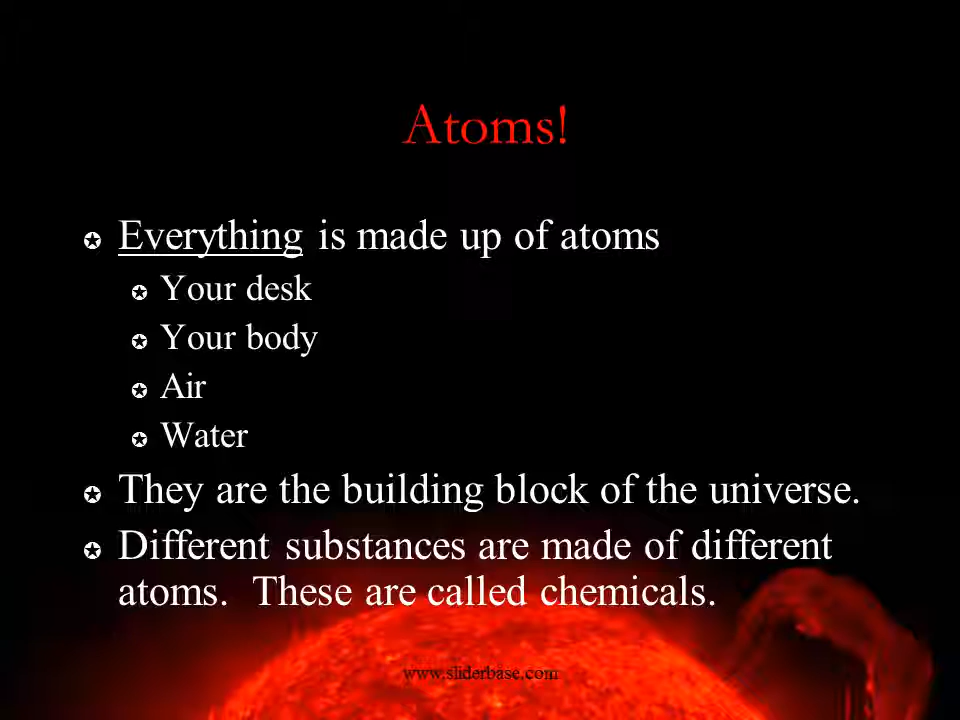 Atoms!
Everything is made up of atoms
Your desk
Your body
Air
Water
They are the building block of the universe.
Different substances are made of different
atoms.  These are called chemicals.
www.sliderbase.com